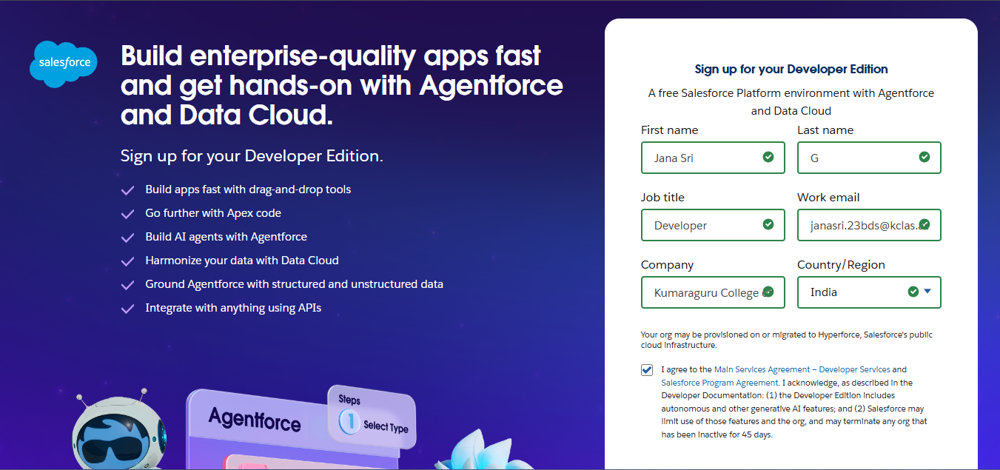 salesforce
Build enterprise-quality apps fast
and get hands-on with Agentforce
and Data Cloud.
Sign up for your Developer Edition.
Build apps fast with drag-and-drop tools
Go further with Apex code
Build AI agents with Agentforce
Harmonize your data with Data Cloud
Ground Agentforce with structured and unstructured data
Integrate with anything using APIs
Agentforce
Steps
1 Select Type
Sign up for your Developer Edition
A free Salesforce Platform environment with Agentforce
and Data Cloud
First name
Last name
Jana Sri
G
Job title
Work email
Developer
janasri.23bds@kclas.
Company
Country/Region
Kumaraguru College
India
Your org may be provisioned on or migrated to Hyperforce, Salesforce's public
cloud infrastructure.
I agree to the Main Services Agreement – Developer Services and
Salesforce Program Agreement. I acknowledge, as described in the
Developer Documentation: (1) the Developer Edition includes
autonomous and other generative AI features; and (2) Salesforce may
limit use of those features and the org, and may terminate any org that
has been inactive for 45 days.